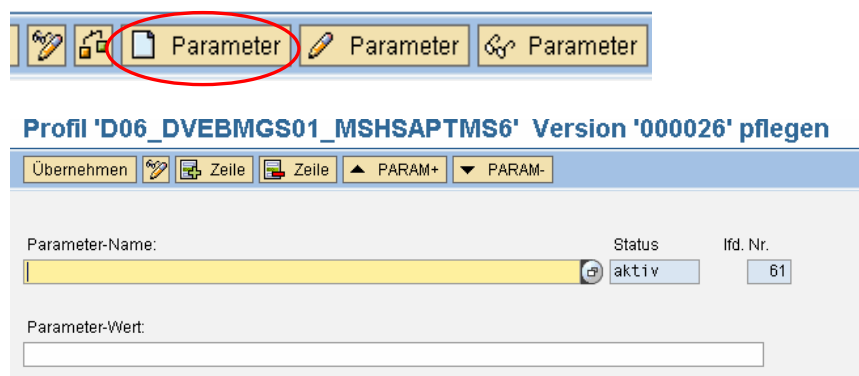 Parameter Parameter Parameter
Profil 'D06_DVEBMGS01_MSHSAPTMS6' Version '000026' pflegen
Übernehmen Zeile Zeile PARAM+ PARAM-
Parameter-Name: Status lfd. Nr.
aktiv 61
Parameter-Wert: